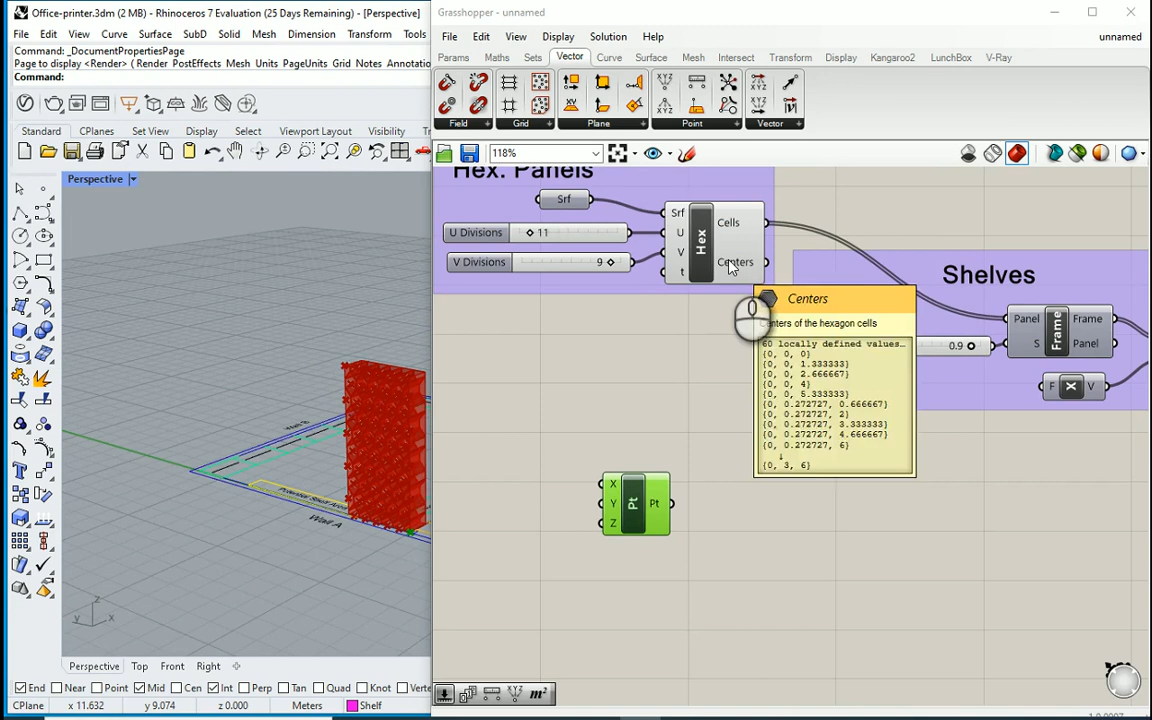 Office-printer.3dm (2 MB) - Rhinoceros 7 Evaluation (25 Days Remaining) - [Perspective]
File Edit View Curve Surface SubD Solid Mesh Dimension Transform Tools
Command: _DocumentPropertiesPage
Page to display <Render> ( Render PostEffects Mesh Units PageUnits Grid Notes Annotatio
Command:
Standard CPlanes Set View Display Select Viewport Layout Visibility
Perspective
Wall A
Perspective Top Front Right
End Near Point Mid Cen Int Perp Tan Quad Knot Verte
CPlane x 11.632 y 9.074 z 0.000 Meters Shelf
Grasshopper - unnamed
File Edit View Display Solution Help unnamed
Params Maths Sets Vector Curve Surface Mesh Intersect Transform Display Kangaroo2 LunchBox V-Ray
Field Grid Plane Point Vector
118%
Hex. Panels
Srf
U Divisions 11
V Divisions 9
Srf
U
V
t
Hex
Cells
Centers
Centers
Centers of the hexagon cells
60 locally defined values...
{0, 0, 0}
{0, 0, 1.333333}
{0, 0, 2.666667}
{0, 0, 4}
{0, 0, 5.333333}
{0, 0.272727, 0.666667}
{0, 0.272727, 2}
{0, 0.272727, 3.333333}
{0, 0.272727, 4.666667}
{0, 0.272727, 6}
↓
{0, 3, 6}
Shelves
0.9
Panel
S
Frame
Frame
Panel
F X V
X
Y
Z
Pt
Pt